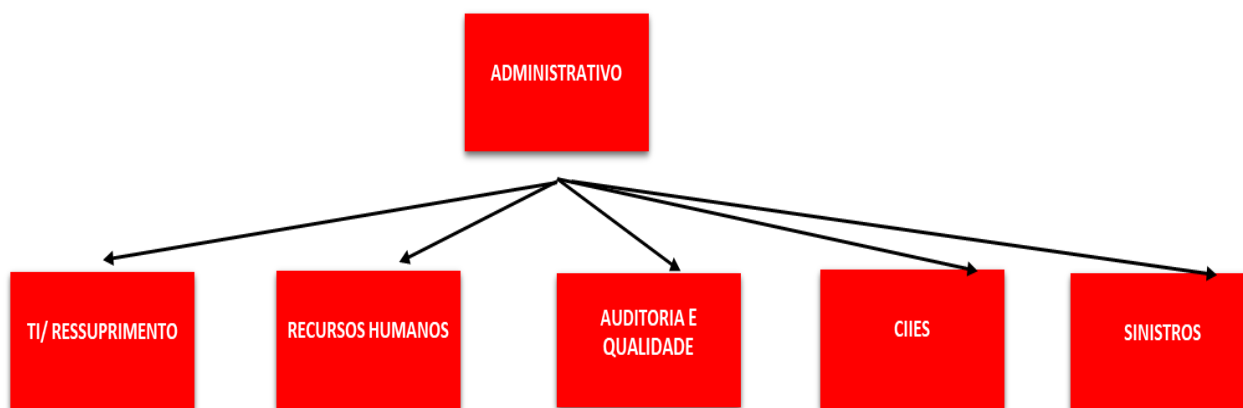 ADMINISTRATIVO
TI/ RESSUPRIMENTO
RECURSOS HUMANOS
AUDITORIA E
QUALIDADE
CIIES
SINISTROS